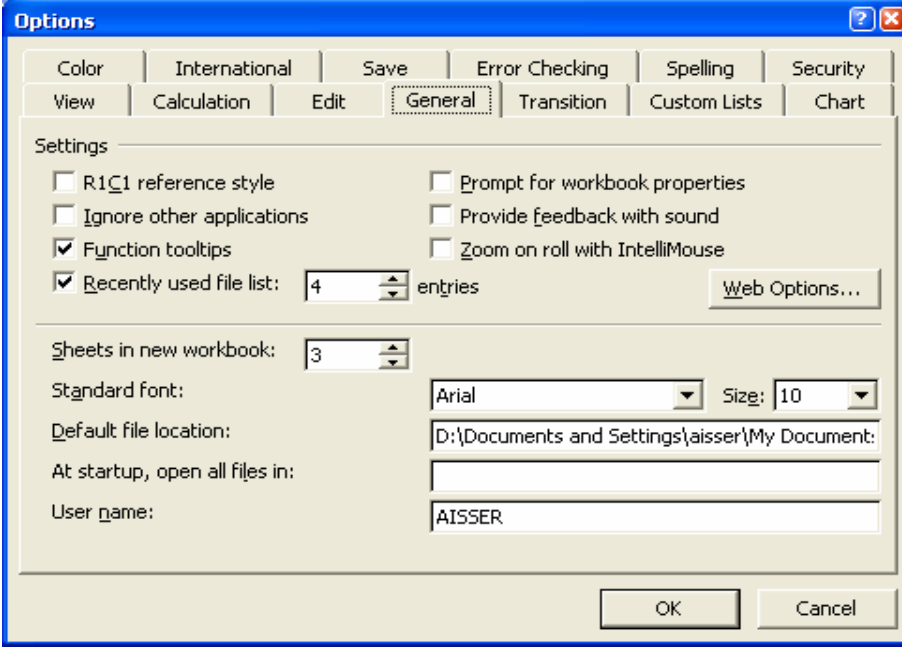 Options
Color International Save Error Checking Spelling Security
View Calculation Edit General Transition Custom Lists Chart
Settings
R1C1 reference style Prompt for workbook properties
Ignore other applications Provide feedback with sound
Function tooltips Zoom on roll with IntelliMouse
Recently used file list: 4 entries Web Options...
Sheets in new workbook: 3
Standard font: Arial Size: 10
Default file location: D:\Documents and Settings\aisser\My Document
At startup, open all files in:
User name: AISSER
OK Cancel